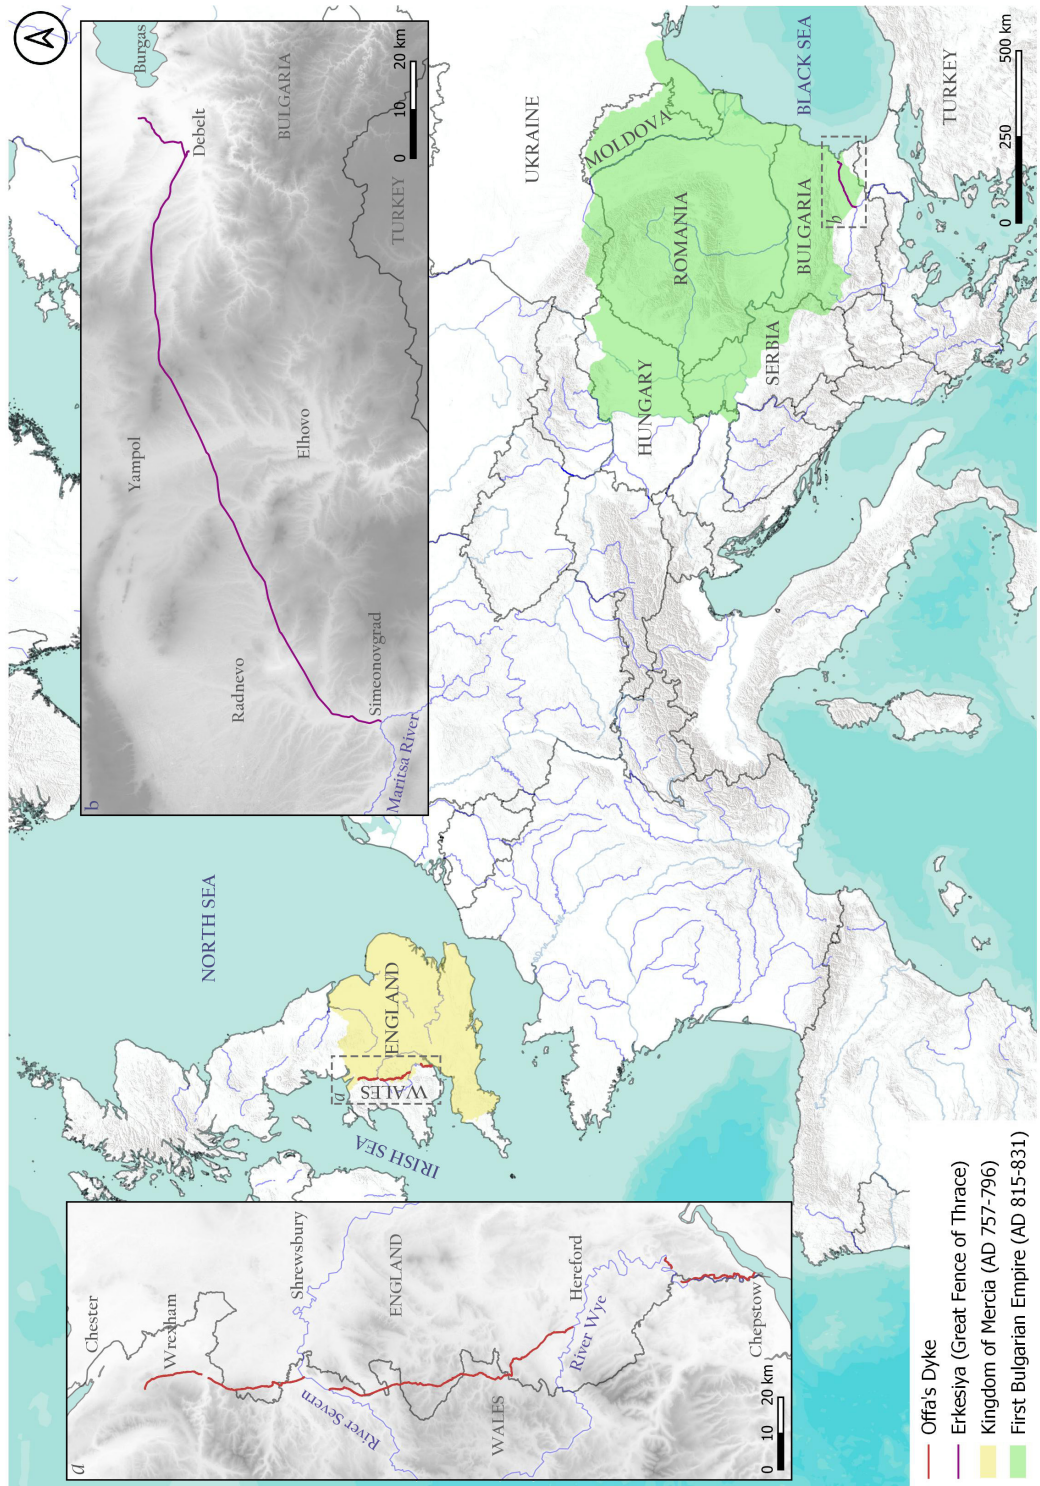 a
Chester
Wrexham
Shrewsbury
ENGLAND
River Severn
WALES
Hereford
River Wye
Chepstow
0 10 20 km
b
Burgas
Debelt
BULGARIA
TURKEY
Yampol
Elhovo
Radnevo
Simeonovgrad
Maritsa River
0 10 20 km
NORTH SEA
IRISH SEA
a
WALES
ENGLAND
UKRAINE
MOLDOVA
ROMANIA
HUNGARY
SERBIA
BULGARIA
b
BLACK SEA
TURKEY
0 250 500 km
Offa's Dyke
Erkesiya (Great Fence of Thrace)
Kingdom of Mercia (AD 757-796)
First Bulgarian Empire (AD 815-831)